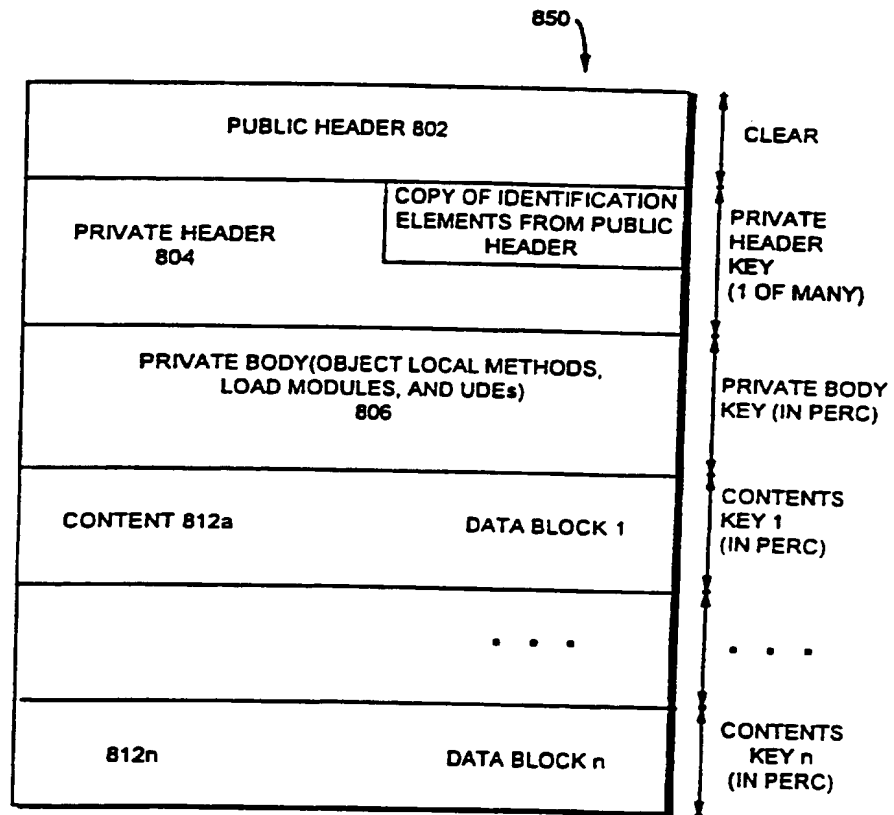 850
PUBLIC HEADER 802
CLEAR
PRIVATE HEADER
804
COPY OF IDENTIFICATION
ELEMENTS FROM PUBLIC
HEADER
PRIVATE
HEADER
KEY
(1 OF MANY)
PRIVATE BODY(OBJECT LOCAL METHODS,
LOAD MODULES, AND UDEs)
806
PRIVATE BODY
KEY (IN PERC)
CONTENT 812a
DATA BLOCK 1
CONTENTS
KEY 1
(IN PERC)
. . .
. . .
812n
DATA BLOCK n
CONTENTS
KEY n
(IN PERC)